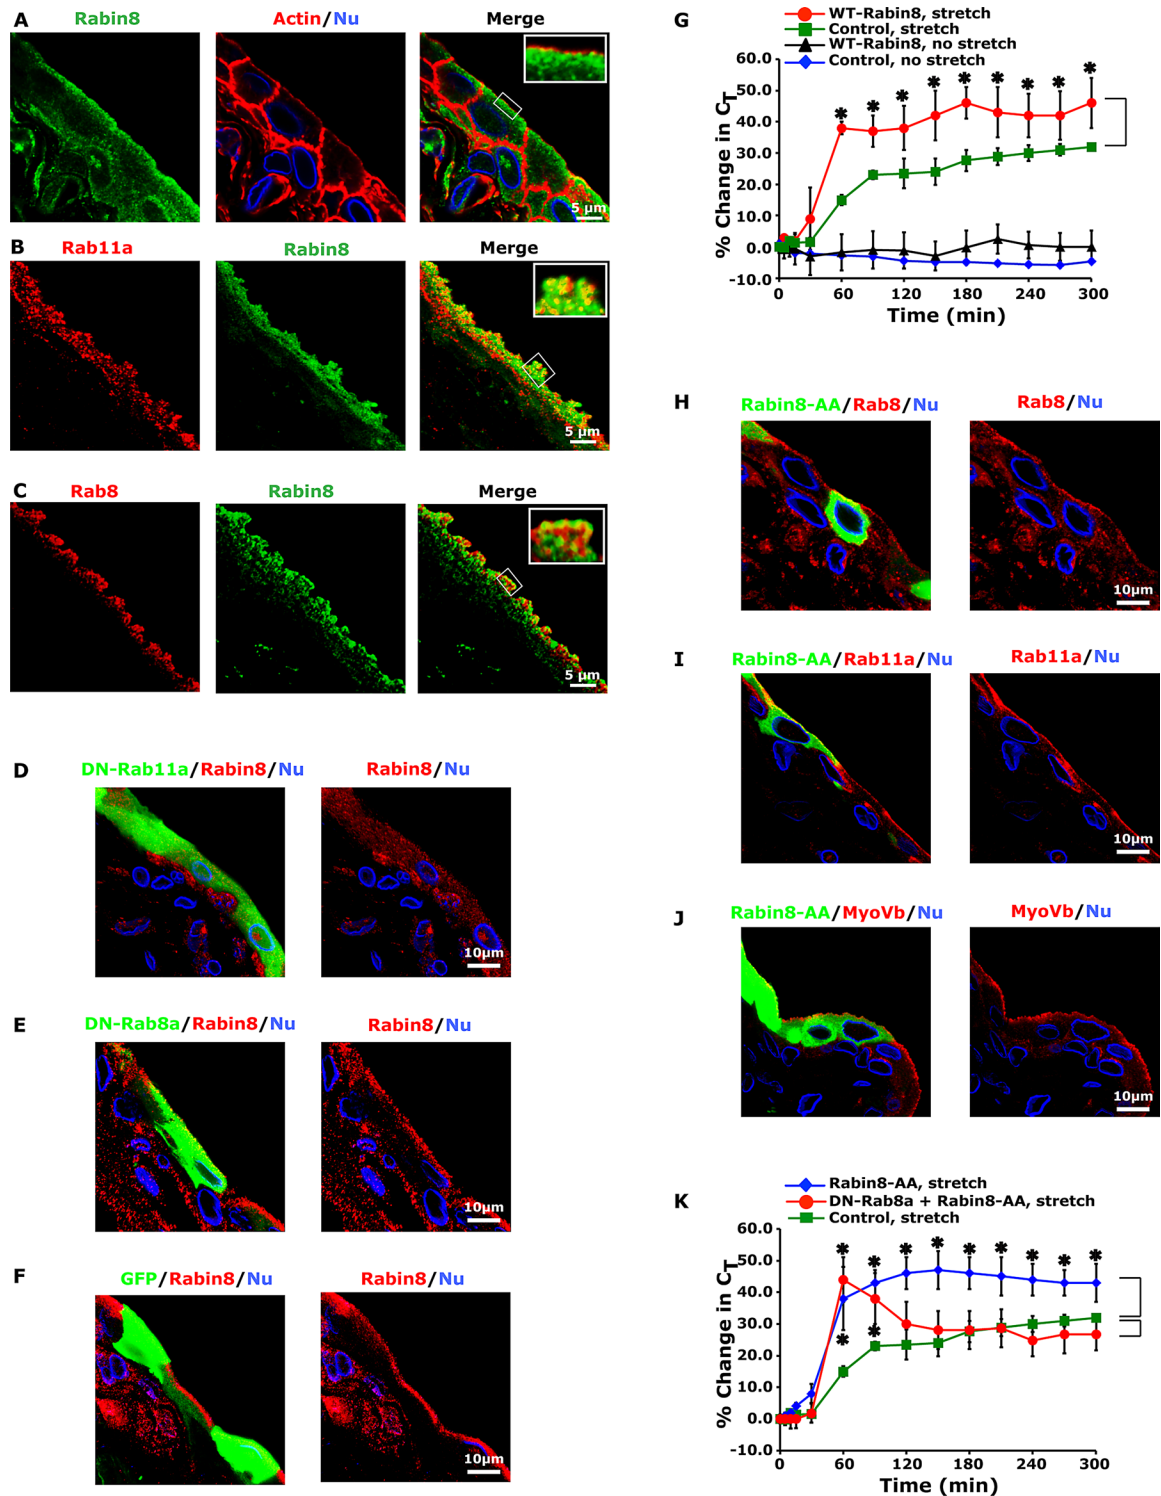 A
Rabin8
Actin/Nu
Merge
5 µm
B
Rab11a
Rabin8
Merge
5 µm
C
Rab8
Rabin8
Merge
5 µm
D
DN-Rab11a/Rabin8/Nu
Rabin8/Nu
10µm
10µm
E
DN-Rab8a/Rabin8/Nu
Rabin8/Nu
10µm
10µm
F
GFP/Rabin8/Nu
Rabin8/Nu
10µm
10µm
G
WT-Rabin8, stretch
Control, stretch
WT-Rabin8, no stretch
Control, no stretch
% Change in CT
60.0
50.0
40.0
30.0
20.0
10.0
0.0
-10.0
* * * * * * * * *
0 60 120 180 240 300
Time (min)
H
Rabin8-AA/Rab8/Nu
Rab8/Nu
10µm
10µm
I
Rabin8-AA/Rab11a/Nu
Rab11a/Nu
10µm
10µm
J
Rabin8-AA/MyoVb/Nu
MyoVb/Nu
10µm
10µm
K
Rabin8-AA, stretch
DN-Rab8a + Rabin8-AA, stretch
Control, stretch
% Change in CT
60.0
50.0
40.0
30.0
20.0
10.0
0.0
-10.0
* * * * * * * * *
* *
0 60 120 180 240 300
Time (min)